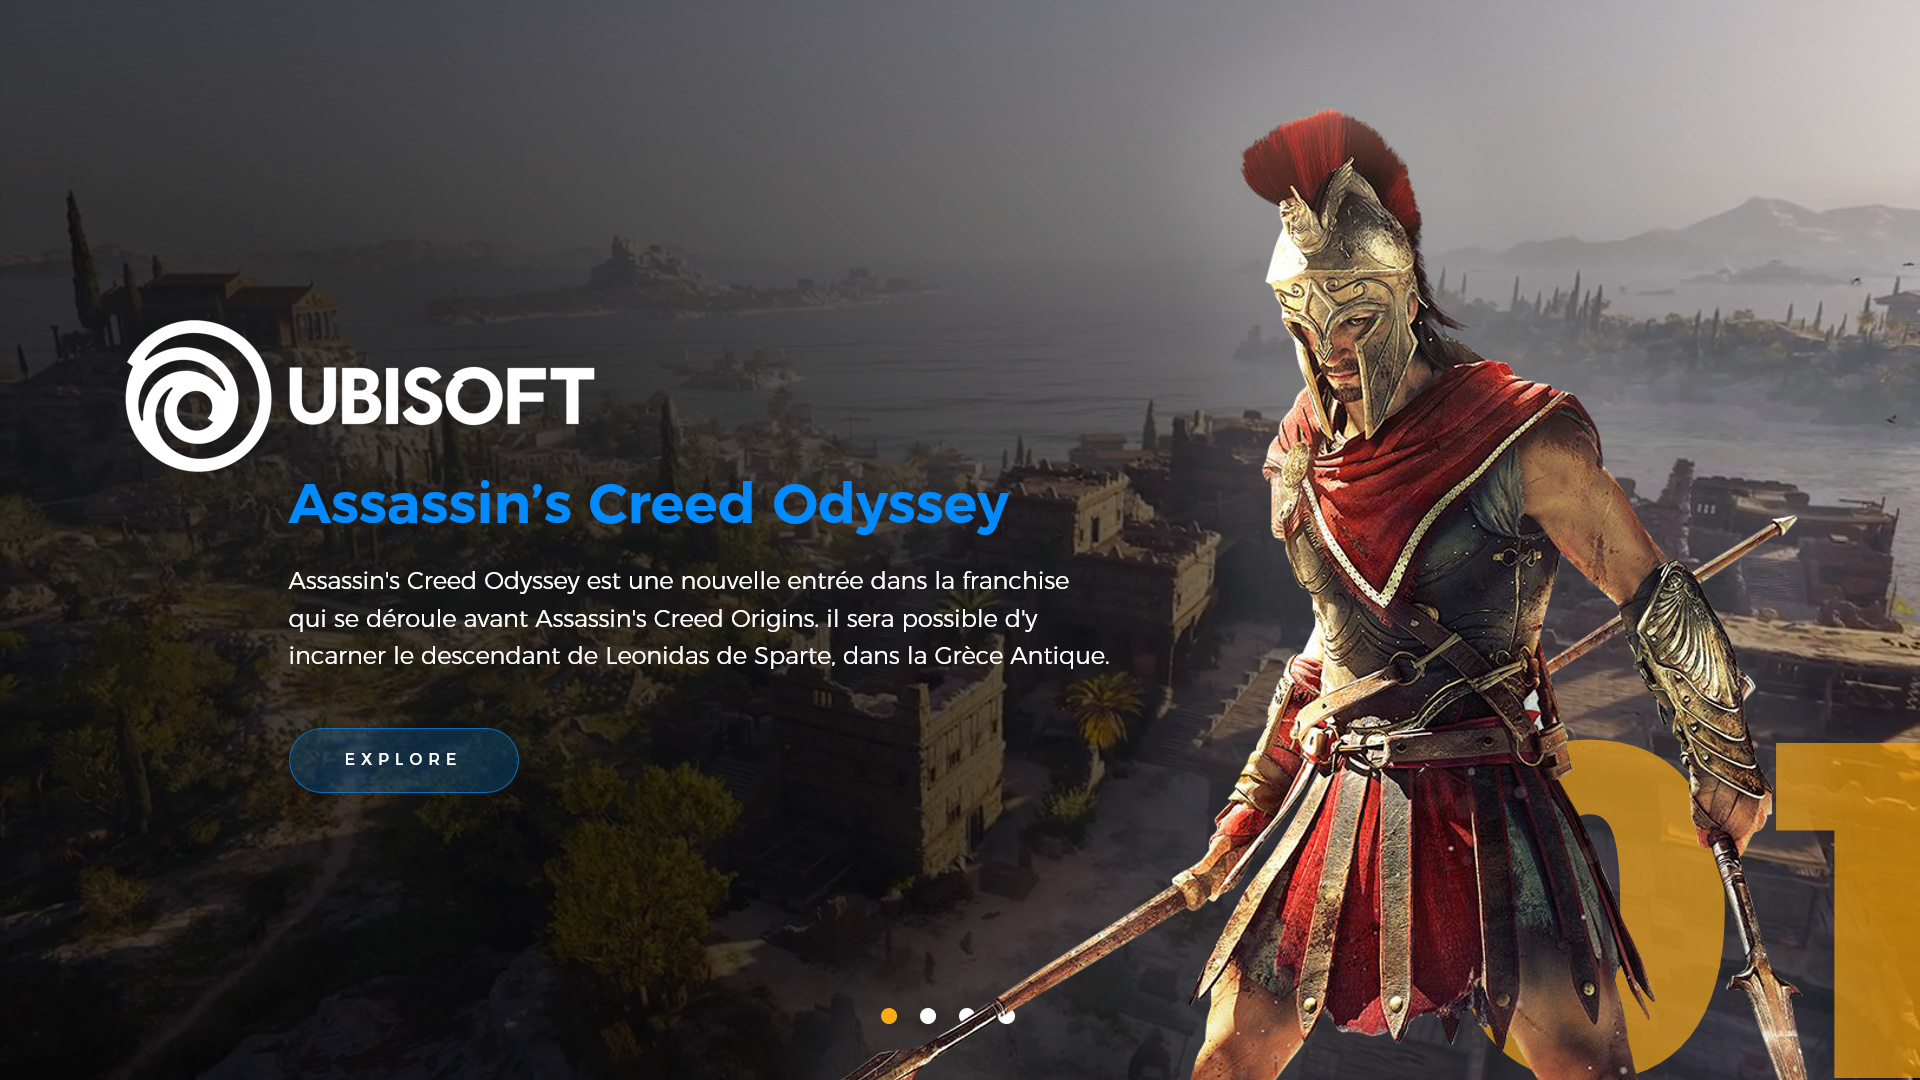 UBISOFT
Assassin’s Creed Odyssey
Assassin's Creed Odyssey est une nouvelle entrée dans la franchise
qui se déroule avant Assassin's Creed Origins. il sera possible d'y
incarner le descendant de Leonidas de Sparte, dans la Grèce Antique.
EXPLORE
01